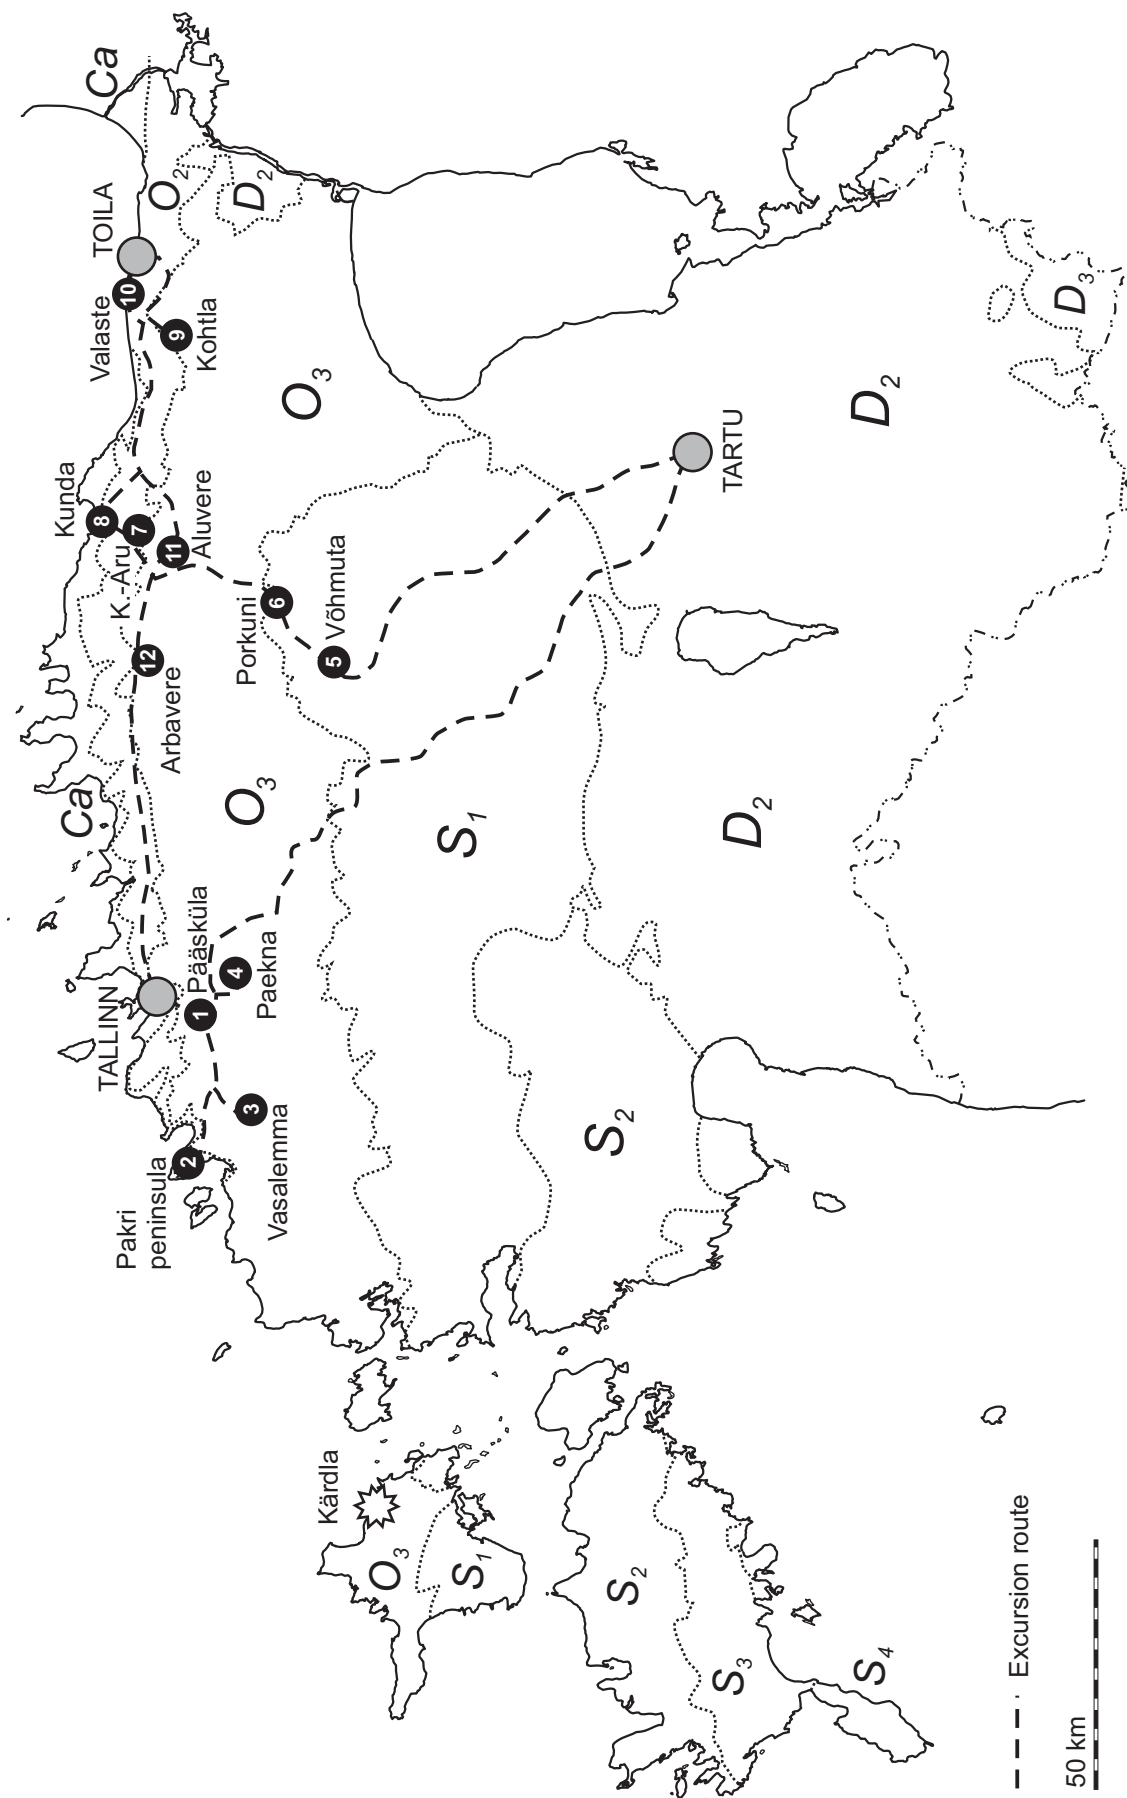 Ca
Ca
TOILA
O2
D2
Valaste
10
9
Kohtla
Kunda
8
7
K.-Aru
11
Aluvere
O3
12
Arbavere
Porkuni
6
5
Võhmuta
TARTU
D2
D3
O3
TALLINN
Pääsküla
1
4
Paekna
2
Pakri
peninsula
3
Vasalemma
S1
D2
S2
Kärdla
O3
S1
S2
S3
S4
Excursion route
50 km